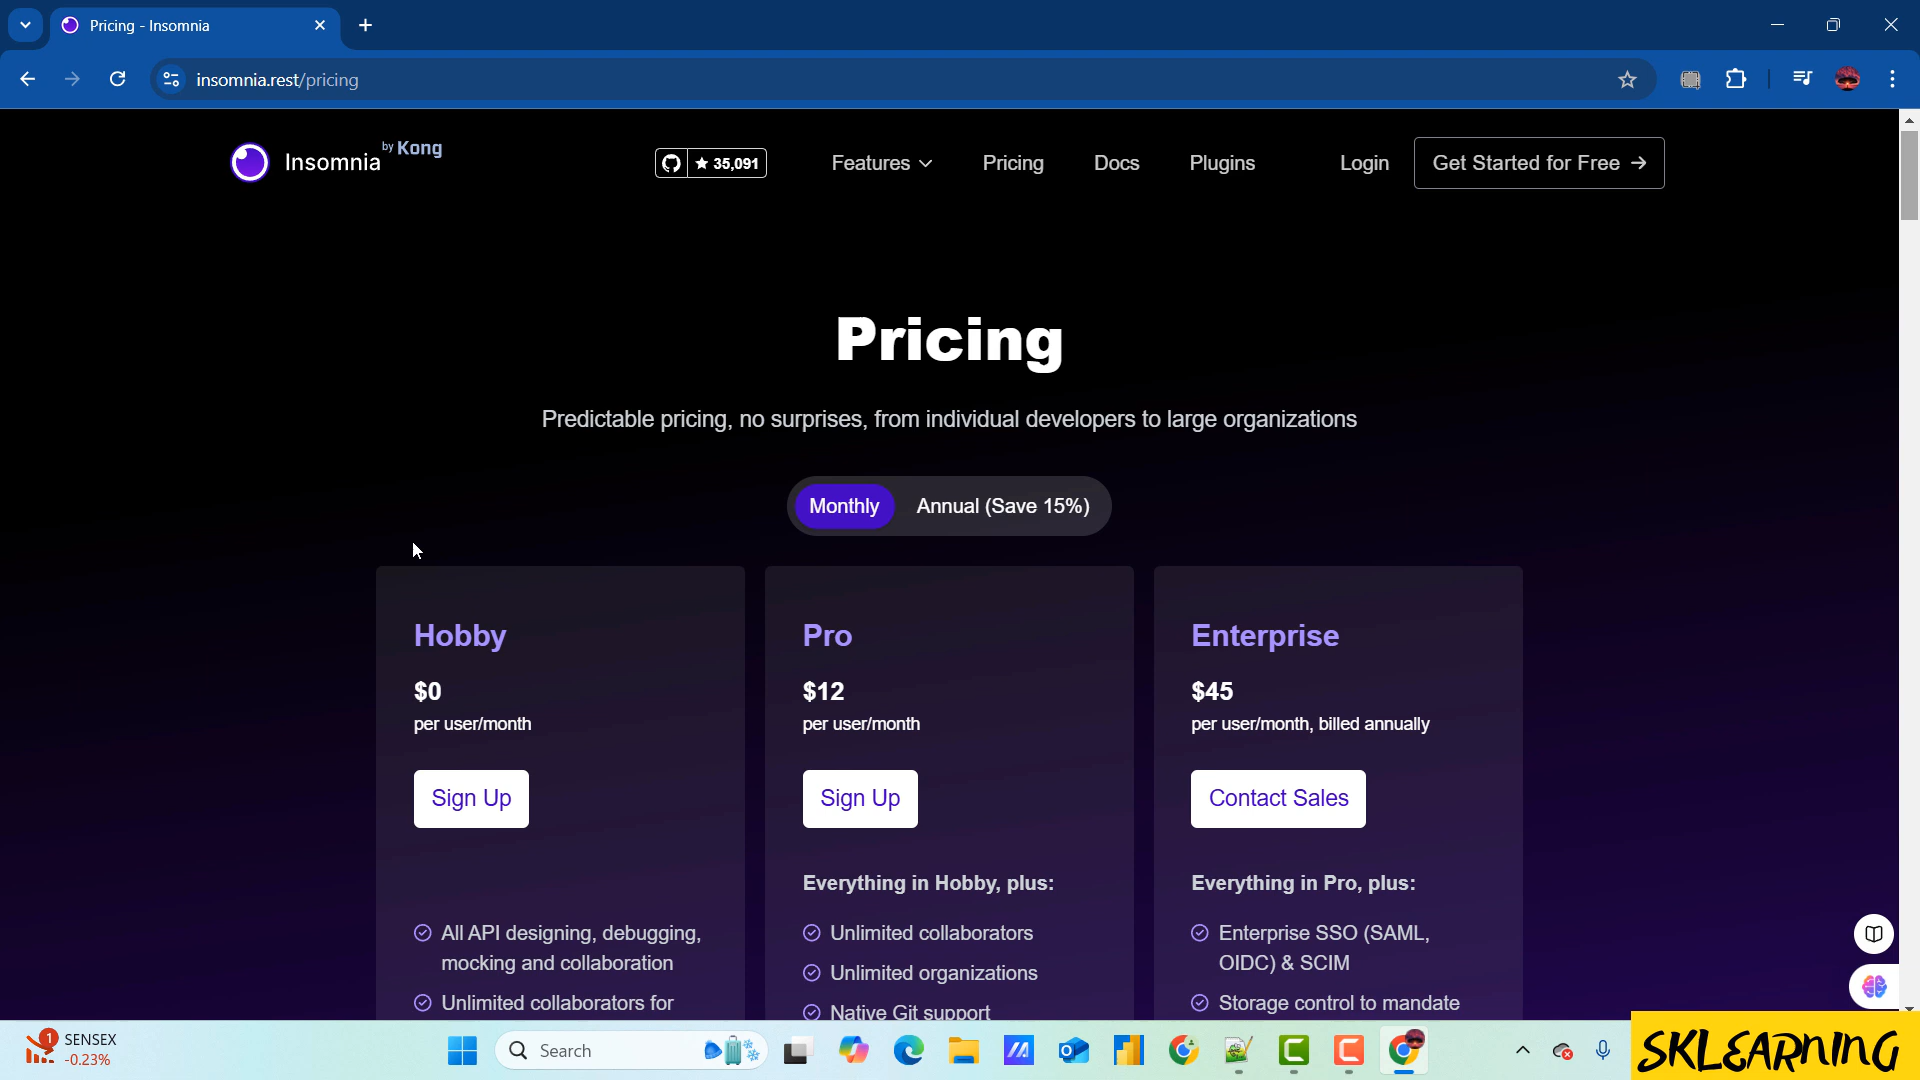 Pricing - Insomnia
insomnia.rest/pricing
Insomnia by Kong
35,091
Features
Pricing
Docs
Plugins
Login
Get Started for Free →
Pricing
Predictable pricing, no surprises, from individual developers to large organizations
Monthly
Annual (Save 15%)
Hobby
$0
per user/month
Sign Up
All API designing, debugging,
mocking and collaboration
Unlimited collaborators for
Pro
$12
per user/month
Sign Up
Everything in Hobby, plus:
Unlimited collaborators
Unlimited organizations
Native Git support
Enterprise
$45
per user/month, billed annually
Contact Sales
Everything in Pro, plus:
Enterprise SSO (SAML,
OIDC) & SCIM
Storage control to mandate
1
SENSEX
-0.23%
Search
SKLEARNING